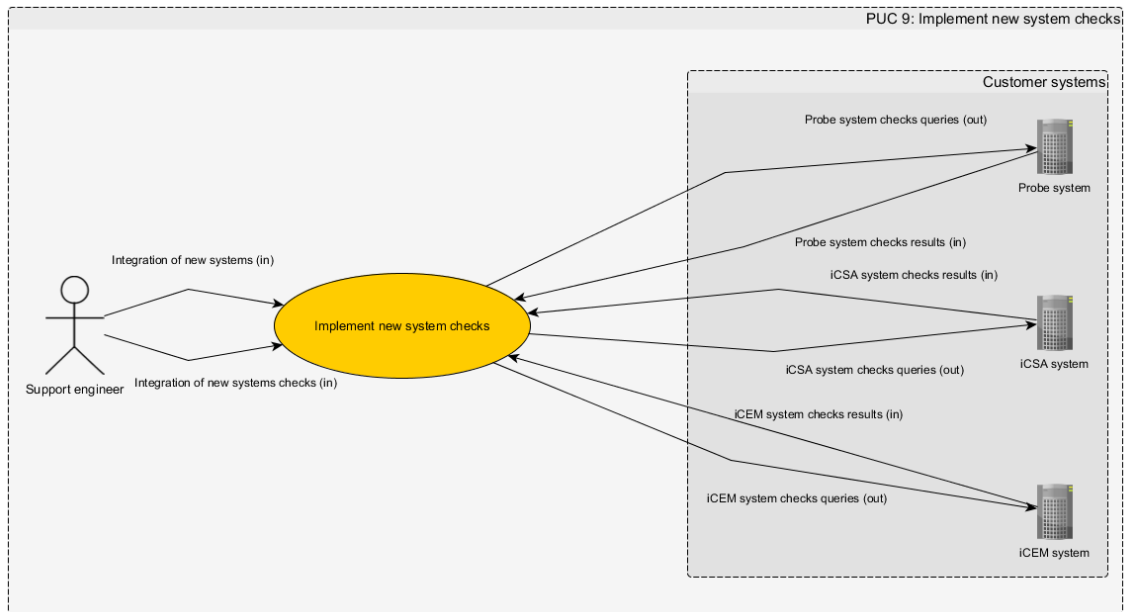 PUC 9: Implement new system checks
Customer systems
Probe system checks queries (out)
Probe system
Probe system checks results (in)
Integration of new systems (in)
iCSA system checks results (in)
Implement new system checks
iCSA system
iCSA system checks queries (out)
Integration of new systems checks (in)
Support engineer
iCEM system checks results (in)
iCEM system checks queries (out)
iCEM system